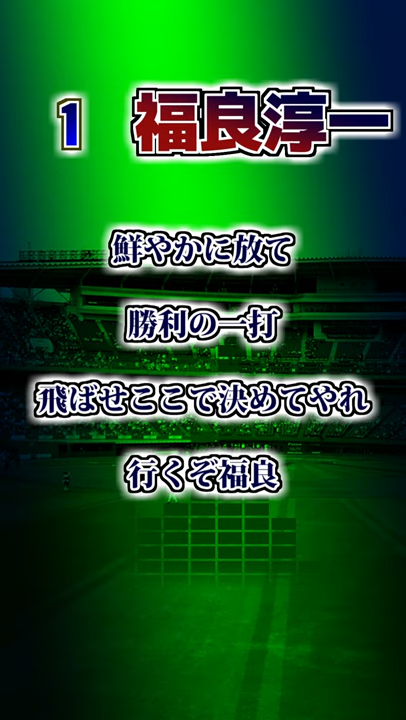 1 福良淳一
鮮やかに放て
勝利の一打
飛ばせここで決めてやれ
行くぞ福良